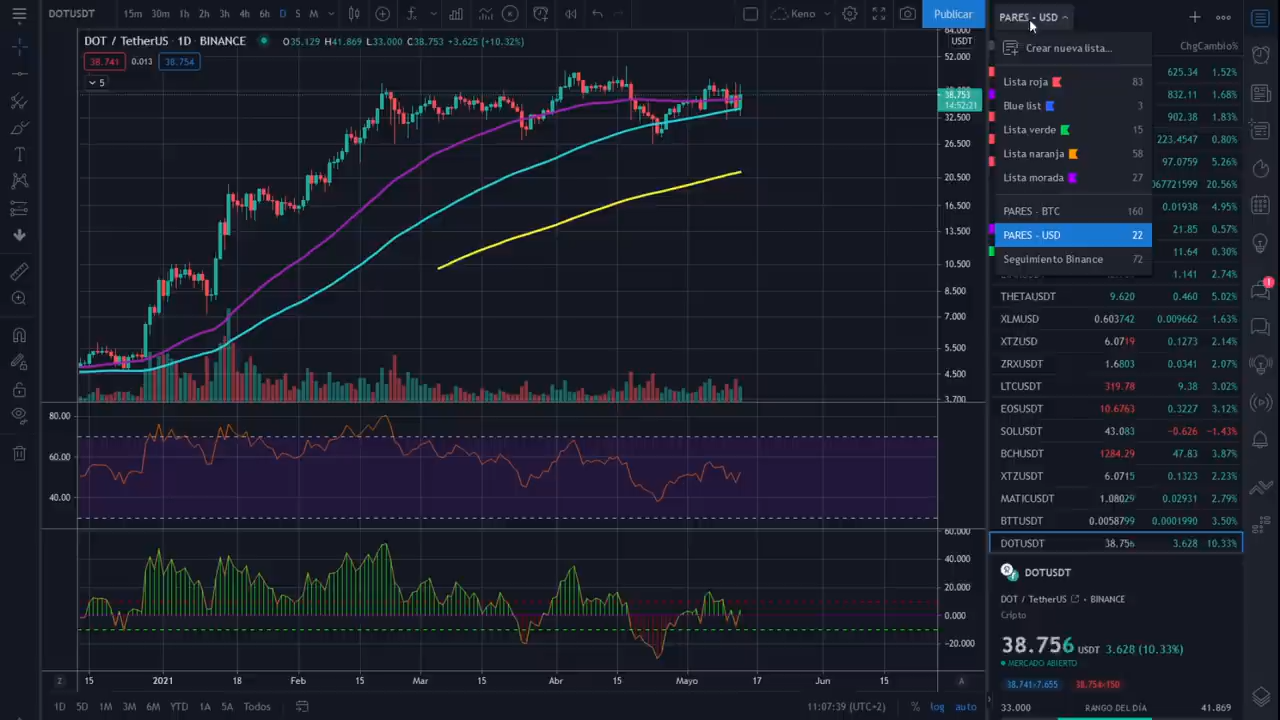 DOTUSDT 15m 30m 1h 2h 3h 4h 6h D S M Keno Publicar
DOT / TetherUS · 1D · BINANCE O35.129 H41.869 L33.000 C38.753 +3.625 (+10.32%)
38.741 0.013 38.754
5
USDT
52.000
38.753
14:52:21
32.500
26.500
20.500
16.500
13.500
10.500
8.500
7.000
5.500
4.500
3.700
80.00
60.00
40.00
60.000
40.000
20.000
0.000
-20.000
Z 15 2021 18 Feb 15 Mar 15 Abr 15 Mayo 17 Jun 15 A
1D 5D 1M 3M 6M YTD 1A 5A Todos 11:07:39 (UTC+2) % log auto
PARES - USD
Crear nueva lista...
Lista roja 83
Blue list 3
Lista verde 15
Lista naranja 58
Lista morada 27
PARES - BTC 160
PARES - USD 22
Seguimiento Binance 72
ChgCambio%
625.34 1.52%
832.11 1.68%
902.38 1.83%
223.4547 0.80%
97.0759 5.26%
067721599 20.56%
0.01938 4.95%
21.85 0.57%
11.64 0.30%
1.141 2.74%
THETAUSDT 9.620 0.460 5.02%
XLMUSD 0.603742 0.009662 1.63%
XTZUSD 6.0719 0.1273 2.14%
ZRXUSDT 1.6803 0.0341 2.07%
LTCUSDT 319.78 9.38 3.02%
EOSUSDT 10.6763 0.3227 3.12%
SOLUSDT 43.083 −0.626 −1.43%
BCHUSDT 1284.29 47.83 3.87%
XTZUSDT 6.0715 0.1323 2.23%
MATICUSDT 1.08029 0.02931 2.79%
BTTUSDT 0.0058799 0.0001990 3.50%
DOTUSDT 38.756 3.628 10.33%
DOTUSDT
DOT / TetherUS • BINANCE
Cripto
38.756 USDT 3.628 (10.33%)
MERCADO ABIERTO
38.741×7.655 38.754×150
33.000 RANGO DEL DÍA 41.869